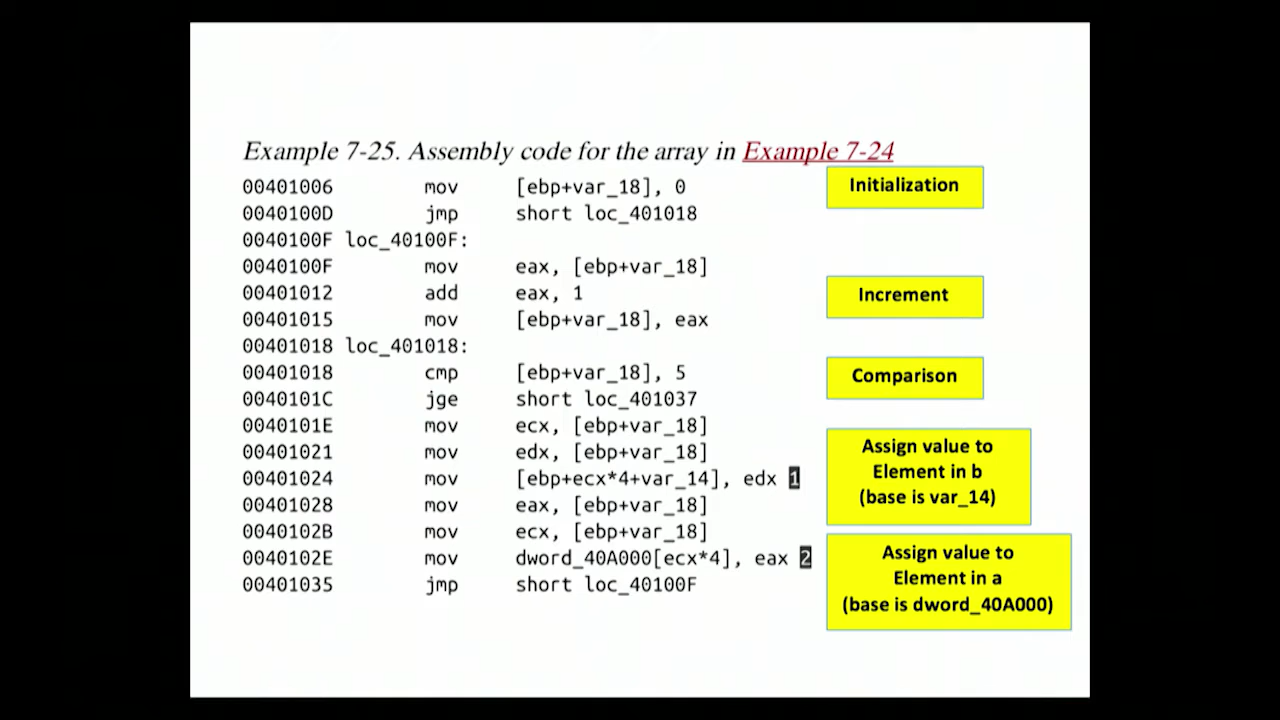 Example 7-25. Assembly code for the array in Example 7-24
00401006 mov [ebp+var_18], 0
0040100D jmp short loc_401018
0040100F loc_40100F:
0040100F mov eax, [ebp+var_18]
00401012 add eax, 1
00401015 mov [ebp+var_18], eax
00401018 loc_401018:
00401018 cmp [ebp+var_18], 5
0040101C jge short loc_401037
0040101E mov ecx, [ebp+var_18]
00401021 mov edx, [ebp+var_18]
00401024 mov [ebp+ecx*4+var_14], edx 1
00401028 mov eax, [ebp+var_18]
0040102B mov ecx, [ebp+var_18]
0040102E mov dword_40A000[ecx*4], eax 2
00401035 jmp short loc_40100F
Initialization
Increment
Comparison
Assign value to
Element in b
(base is var_14)
Assign value to
Element in a
(base is dword_40A000)